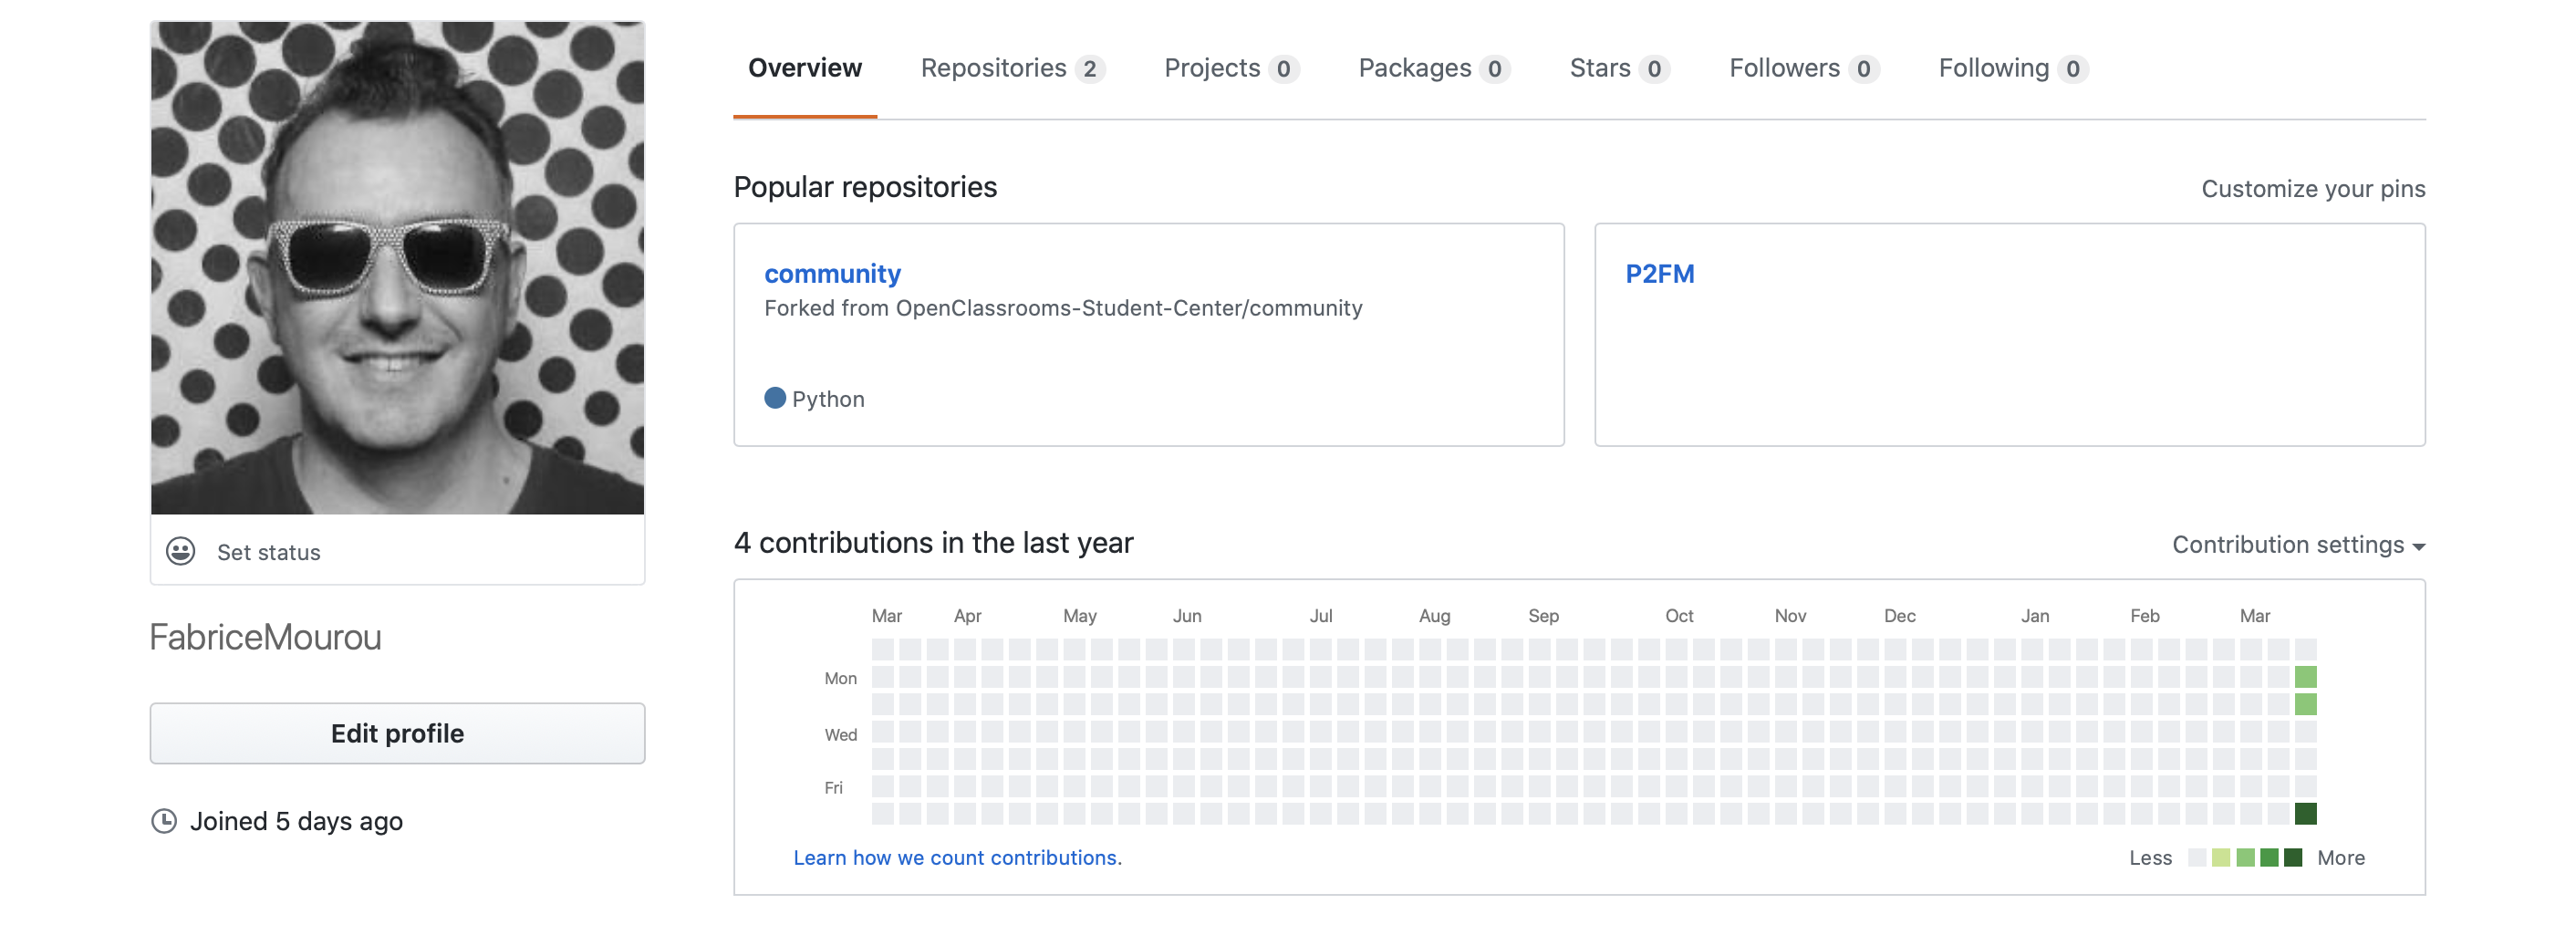 Overview Repositories 2 Projects 0 Packages 0 Stars 0 Followers 0 Following 0
Popular repositories
Customize your pins
community
Forked from OpenClassrooms-Student-Center/community
Python
P2FM
Set status
FabriceMourou
Edit profile
Joined 5 days ago
4 contributions in the last year
Contribution settings
Mar Apr May Jun Jul Aug Sep Oct Nov Dec Jan Feb Mar
Mon
Wed
Fri
Learn how we count contributions.
Less More